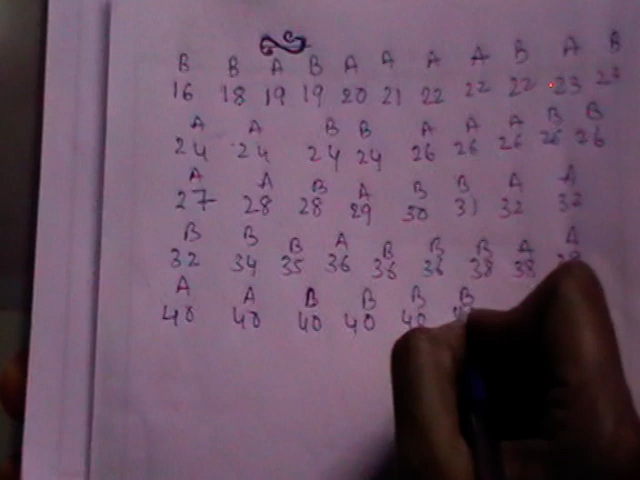 B B A B A A A A B A B
16 18 19 19 20 21 22 22 22 23 23
A A B B A A A B B
24 24 24 24 26 26 26 26 26
A A B A B B A A
27 28 28 29 30 31 32 32
B B B A B B B A A
32 34 35 36 36 36 38 38
A A B B B B
40 40 40 40 40